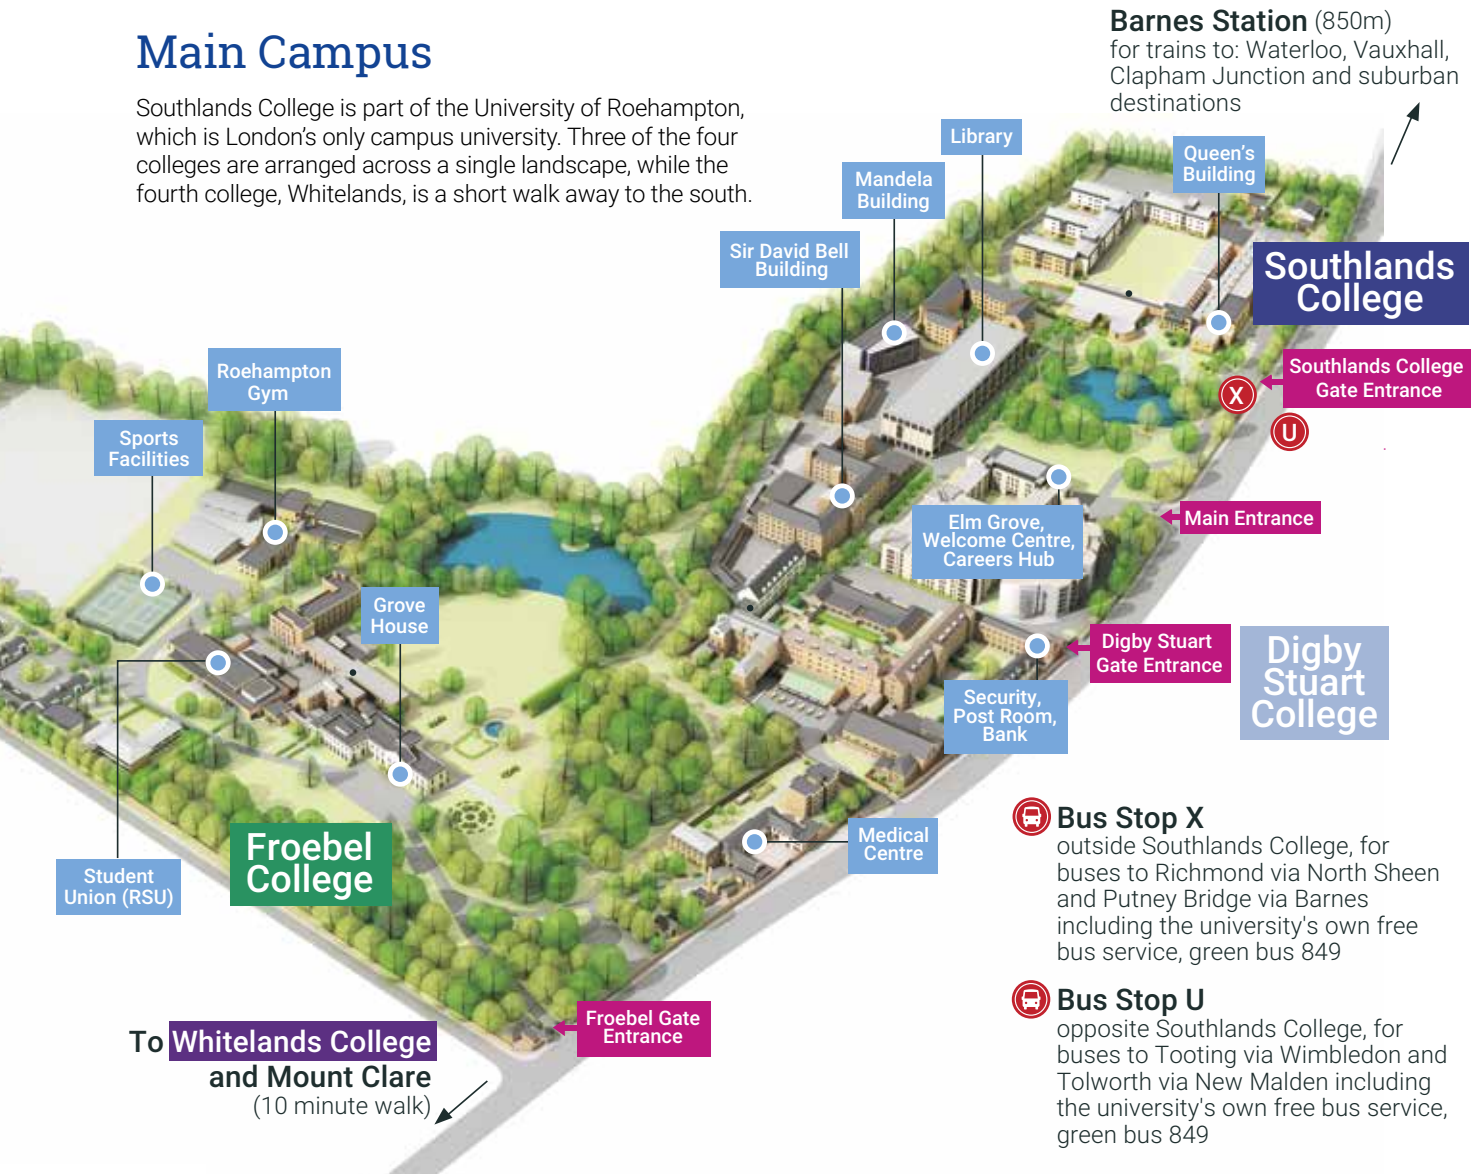 Main Campus
Southlands College is part of the University of Roehampton,
which is London's only campus university. Three of the four
colleges are arranged across a single landscape, while the
fourth college, Whitelands, is a short walk away to the south.
Barnes Station (850m)
for trains to: Waterloo, Vauxhall,
Clapham Junction and suburban
destinations
Library
Queen's
Building
Mandela
Building
Sir David Bell
Building
Southlands
College
Roehampton
Gym
Southlands College
Gate Entrance
X
U
Sports
Facilities
Main Entrance
Elm Grove,
Welcome Centre,
Careers Hub
Grove
House
Digby Stuart
Gate Entrance
Digby
Stuart
College
Security,
Post Room,
Bank
Medical
Centre
Froebel
College
Student
Union (RSU)
Bus Stop X
outside Southlands College, for
buses to Richmond via North Sheen
and Putney Bridge via Barnes
including the university's own free
bus service, green bus 849
Bus Stop U
opposite Southlands College, for
buses to Tooting via Wimbledon and
Tolworth via New Malden including
the university's own free bus service,
green bus 849
Froebel Gate
Entrance
To Whitelands College
and Mount Clare
(10 minute walk)